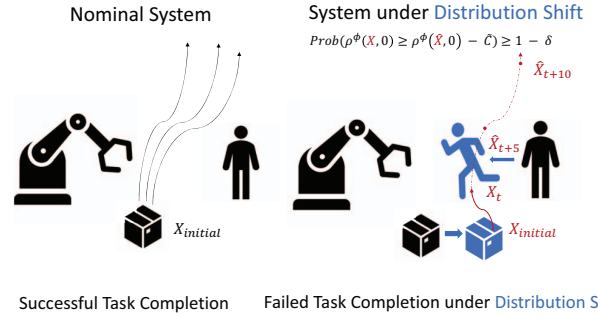 Nominal System
System under Distribution Shift
Prob(ρ^ϕ(X, 0) ≥ ρ^ϕ(X̂, 0) − C̃) ≥ 1 − δ
X̂_{t+10}
X̂_{t+5}
X_t
X_{initial}
X_{initial}
Successful Task Completion
Failed Task Completion under Distribution S